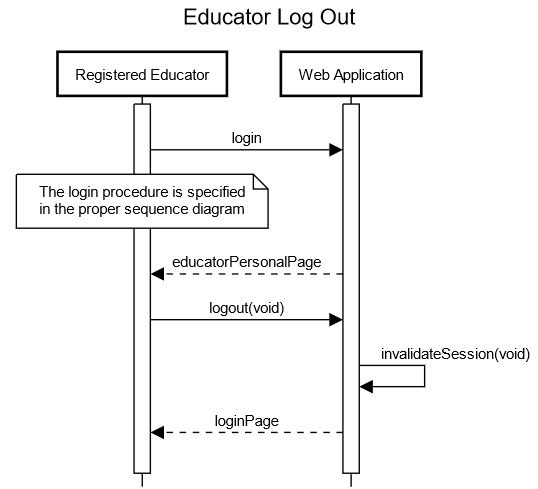 Educator Log Out
Registered Educator
Web Application
login
The login procedure is specified
in the proper sequence diagram
educatorPersonalPage
logout(void)
invalidateSession(void)
loginPage